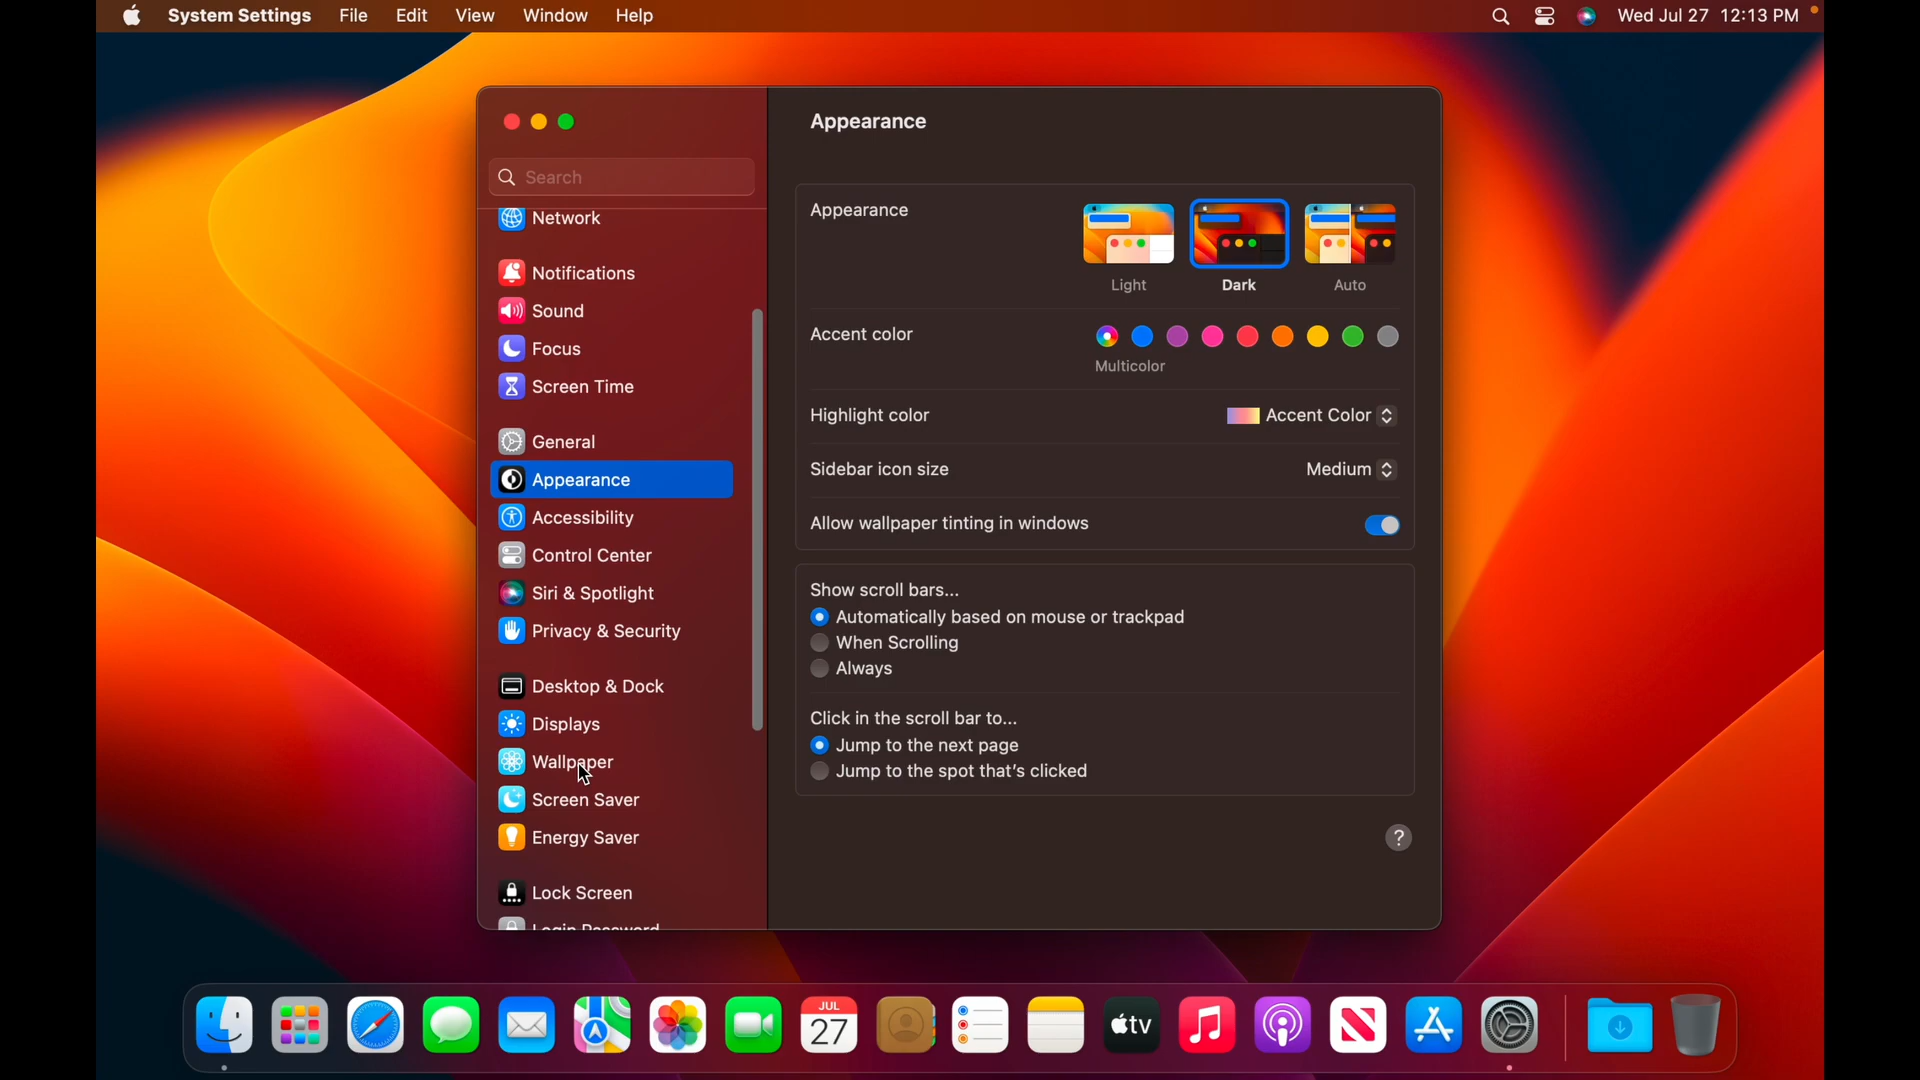 System Settings File Edit View Window Help Wed Jul 27 12:13 PM
Search
Network
Notifications
Sound
Focus
Screen Time
General
Appearance
Accessibility
Control Center
Siri & Spotlight
Privacy & Security
Desktop & Dock
Displays
Wallpaper
Screen Saver
Energy Saver
Lock Screen
Login Password
Appearance
Appearance
Light Dark Auto
Accent color
Multicolor
Highlight color Accent Color
Sidebar icon size Medium
Allow wallpaper tinting in windows
Show scroll bars...
Automatically based on mouse or trackpad
When Scrolling
Always
Click in the scroll bar to...
Jump to the next page
Jump to the spot that's clicked
?
JUL
27
tv